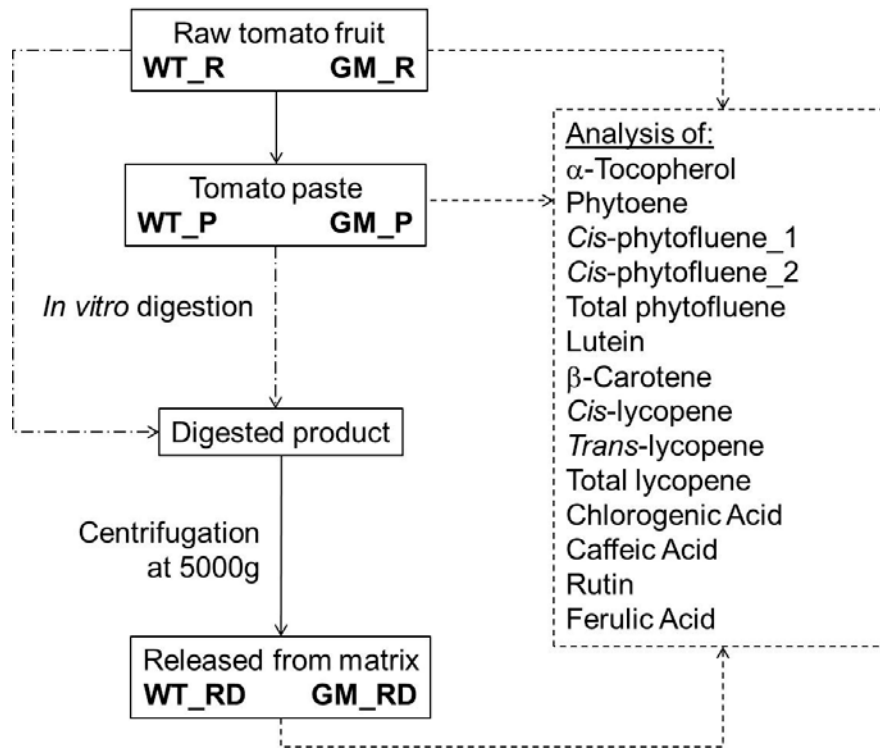 Raw tomato fruit
WT_R GM_R
Tomato paste
WT_P GM_P
In vitro digestion
Digested product
Centrifugation
at 5000g
Released from matrix
WT_RD GM_RD
Analysis of:
α-Tocopherol
Phytoene
Cis-phytofluene_1
Cis-phytofluene_2
Total phytofluene
Lutein
β-Carotene
Cis-lycopene
Trans-lycopene
Total lycopene
Chlorogenic Acid
Caffeic Acid
Rutin
Ferulic Acid